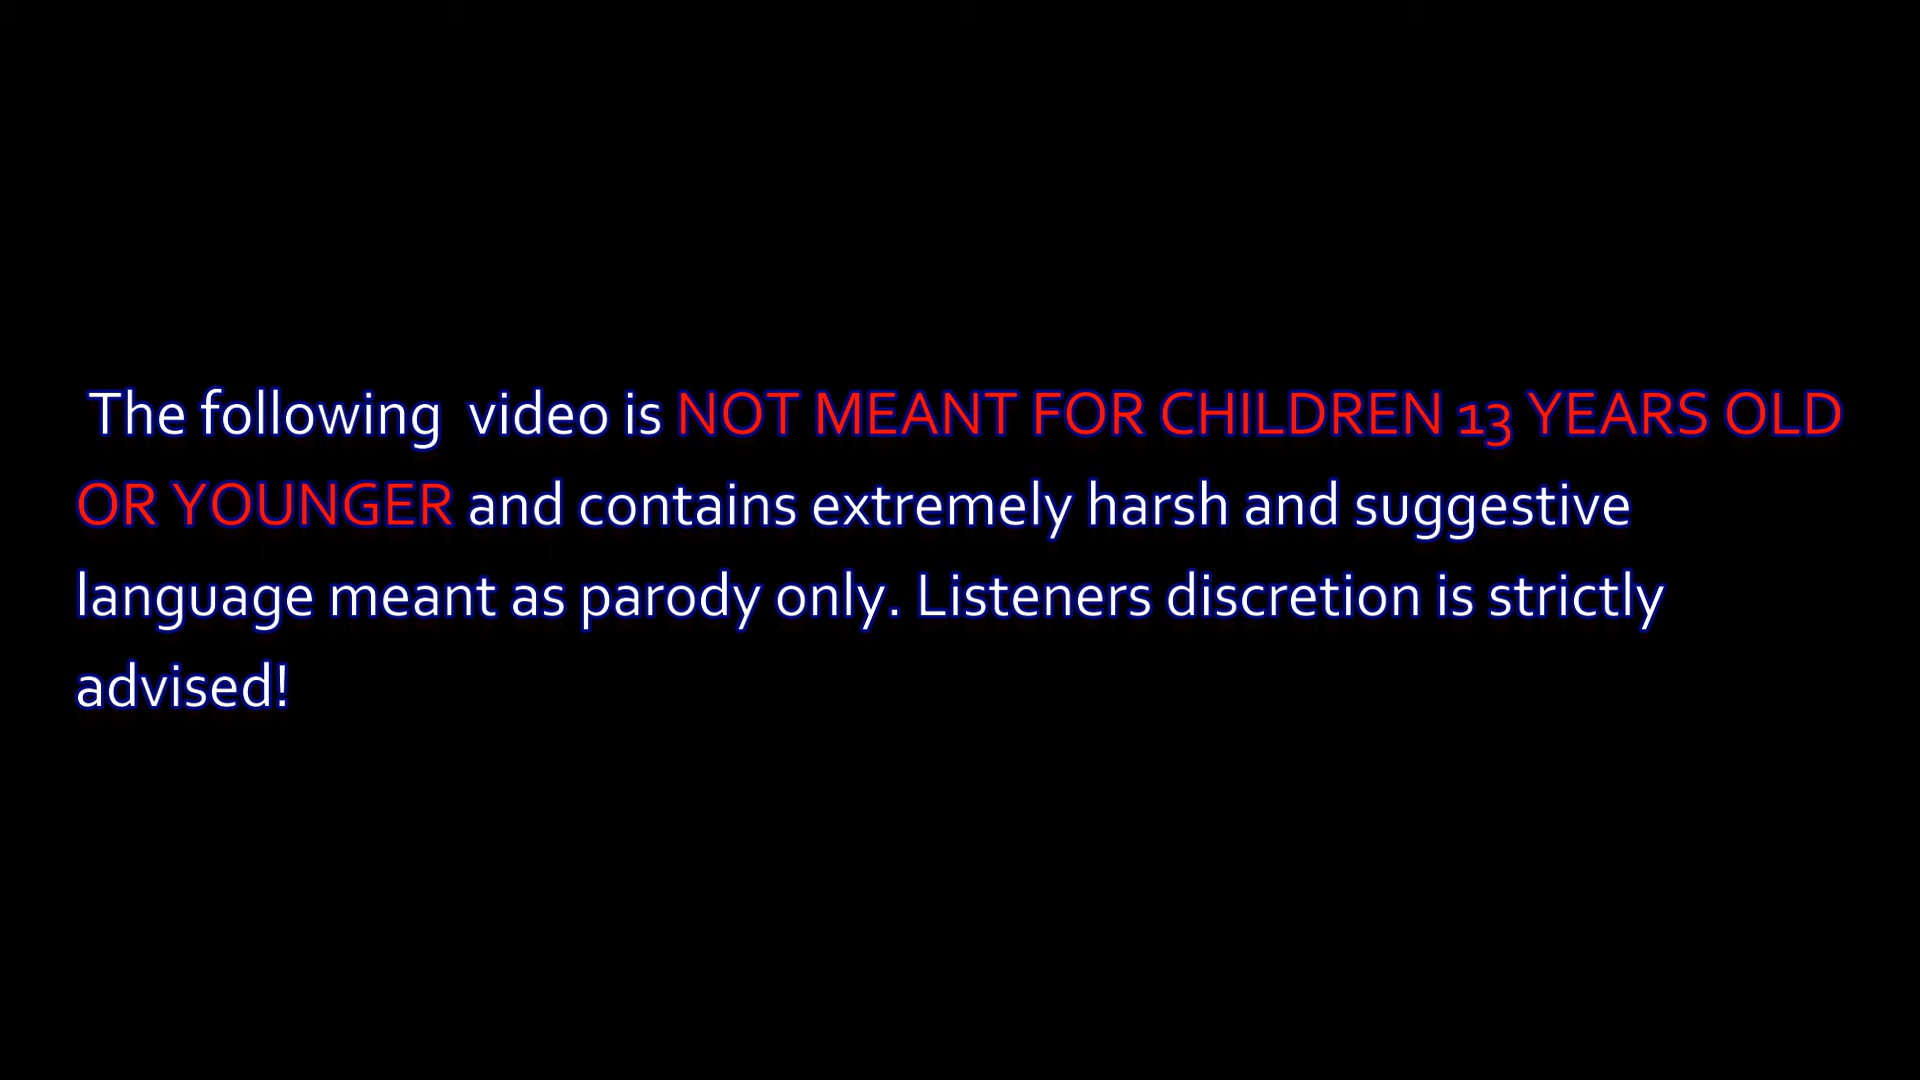 The following  video is NOT MEANT FOR CHILDREN 13 YEARS OLD
OR YOUNGER and contains extremely harsh and suggestive
language meant as parody only. Listeners discretion is strictly
advised!